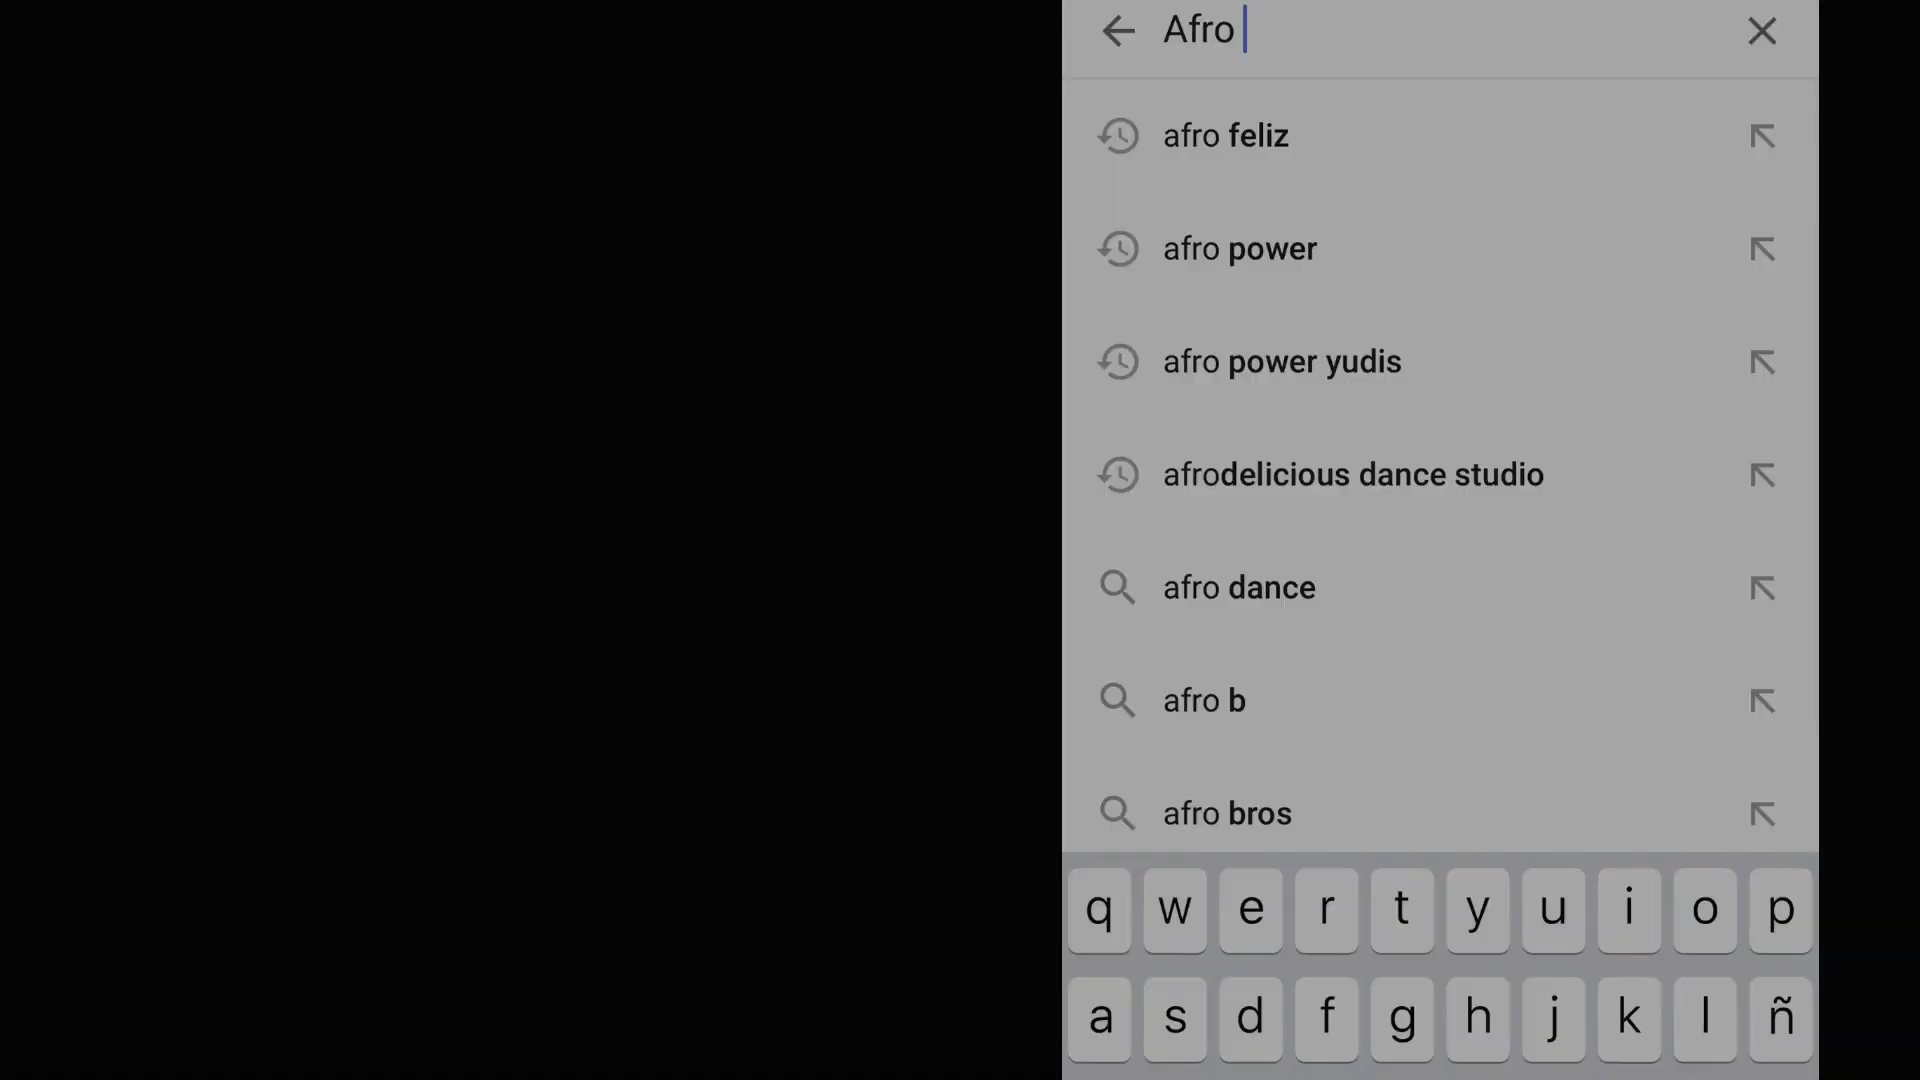 Afro
afro feliz
afro power
afro power yudis
afrodelicious dance studio
afro dance
afro b
afro bros
q w e r t y u i o p
a s d f g h j k l ñ